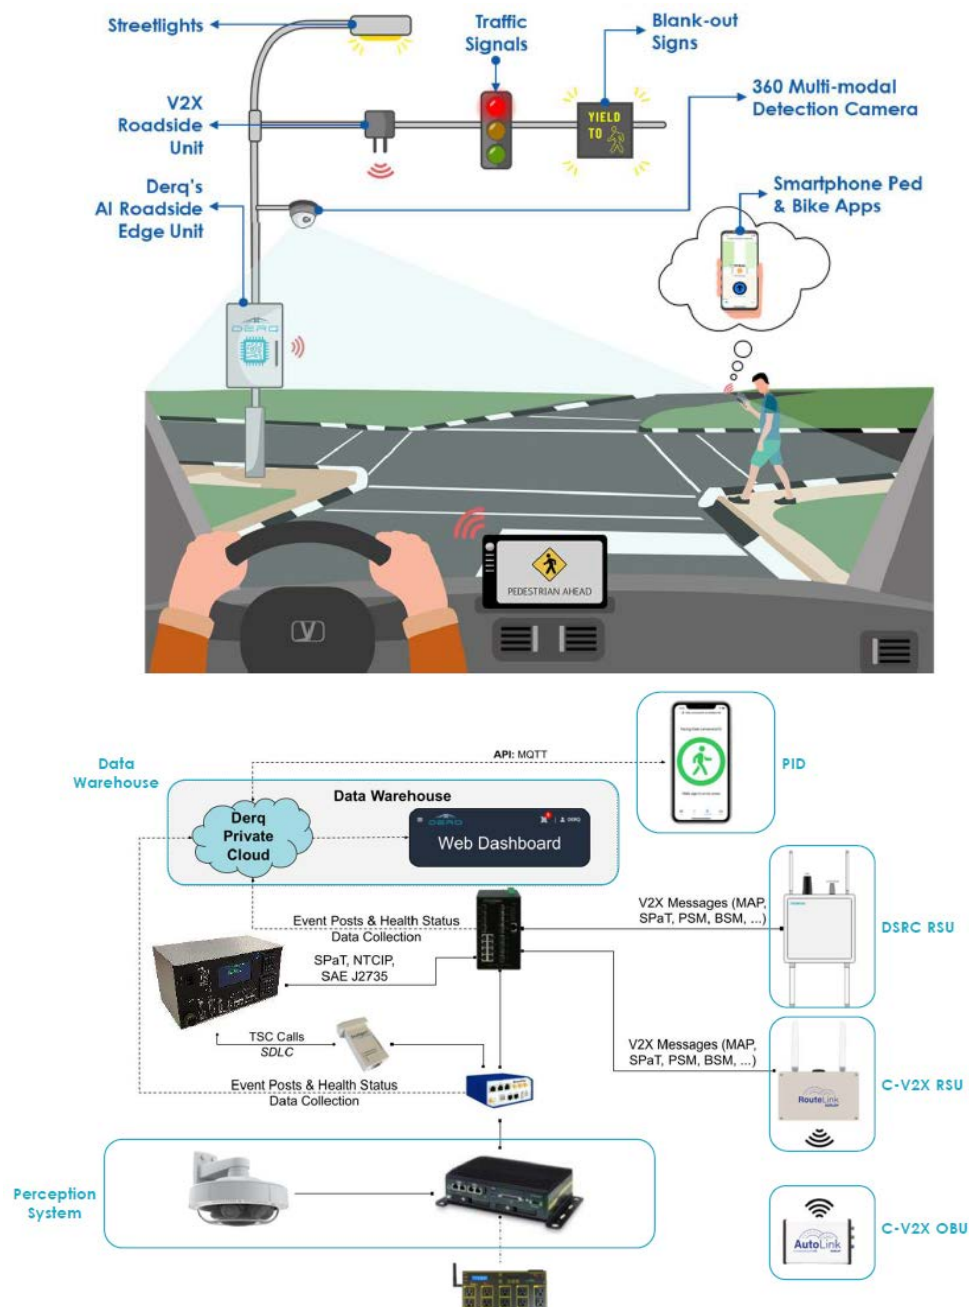 Streetlights
Traffic
Signals
Blank-out
Signs
360 Multi-modal
Detection Camera
V2X
Roadside
Unit
YIELD
TO
Derq's
AI Roadside
Edge Unit
Smartphone Ped
& Bike Apps
DERQ
PEDESTRIAN AHEAD
API: MQTT
PID
Data
Warehouse
Data Warehouse
Derq
Private
Cloud
DERQ
DERQ
Web Dashboard
Event Posts & Health Status
Data Collection
V2X Messages (MAP,
SPaT, PSM, BSM, ...)
DSRC RSU
SPaT, NTCIP,
SAE J2735
TSC Calls
SDLC
V2X Messages (MAP,
SPaT, PSM, BSM, ...)
C-V2X RSU
RouteLink
Event Posts & Health Status
Data Collection
Perception
System
C-V2X OBU
AutoLink